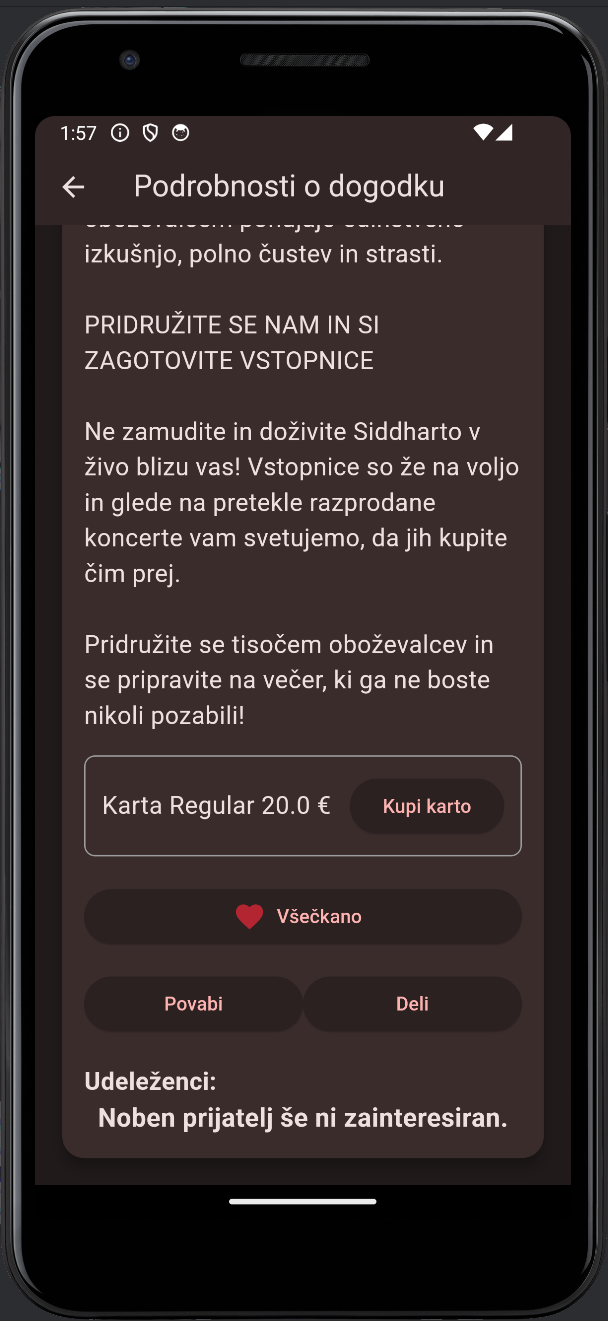 1:57
Podrobnosti o dogodku
izkušnjo, polno čustev in strasti.
PRIDRUŽITE SE NAM IN SI
ZAGOTOVITE VSTOPNICE
Ne zamudite in doživite Siddharto v
živo blizu vas! Vstopnice so že na voljo
in glede na pretekle razprodane
koncerte vam svetujemo, da jih kupite
čim prej.
Pridružite se tisočem oboževalcev in
se pripravite na večer, ki ga ne boste
nikoli pozabili!
Karta Regular 20.0 € Kupi karto
Všečkano
Povabi Deli
Udeleženci:
Noben prijatelj še ni zainteresiran.